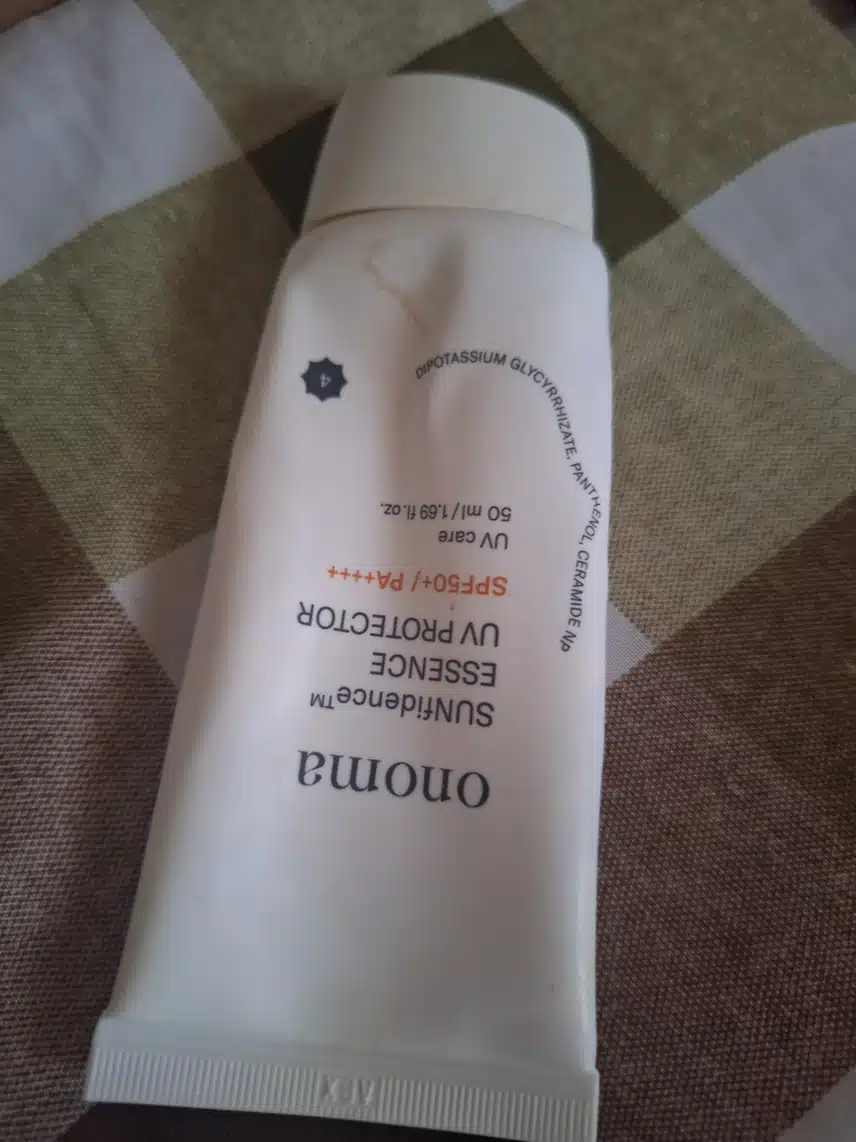 onoma
SUNfidence™
ESSENCE
UV PROTECTOR
SPF50+/ PA++++
UV care
50 ml / 1.69 fl.oz.
DIPOTASSIUM GLYCYRRHIZATE, PANTHENOL, CERAMIDE NP
4